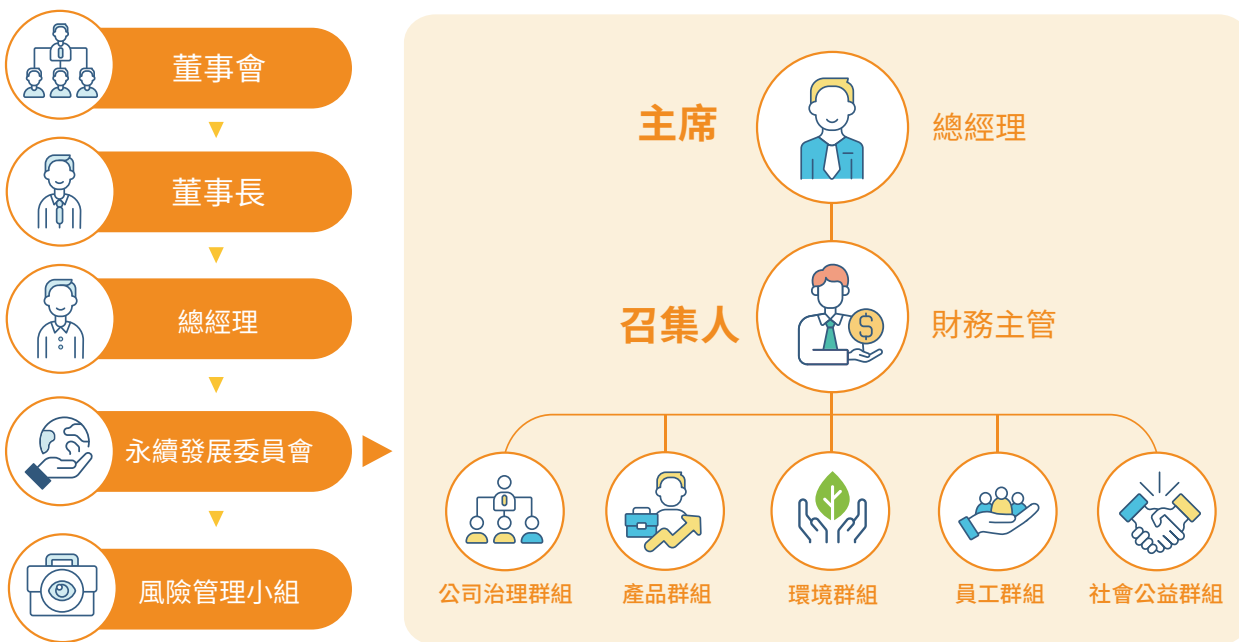 董事會
董事長
總經理
永續發展委員會
風險管理小組
主席
總經理
召集人
財務主管
$
公司治理群組
產品群組
環境群組
員工群組
社會公益群組